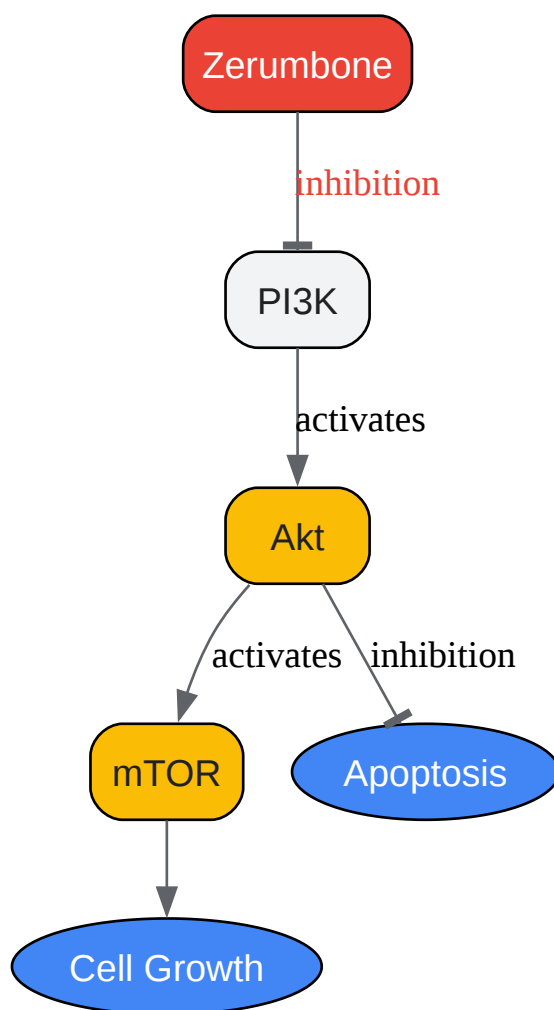 Zerumbone
inhibition
PI3K
activates
Akt
activates
inhibition
mTOR
Apoptosis
Cell Growth